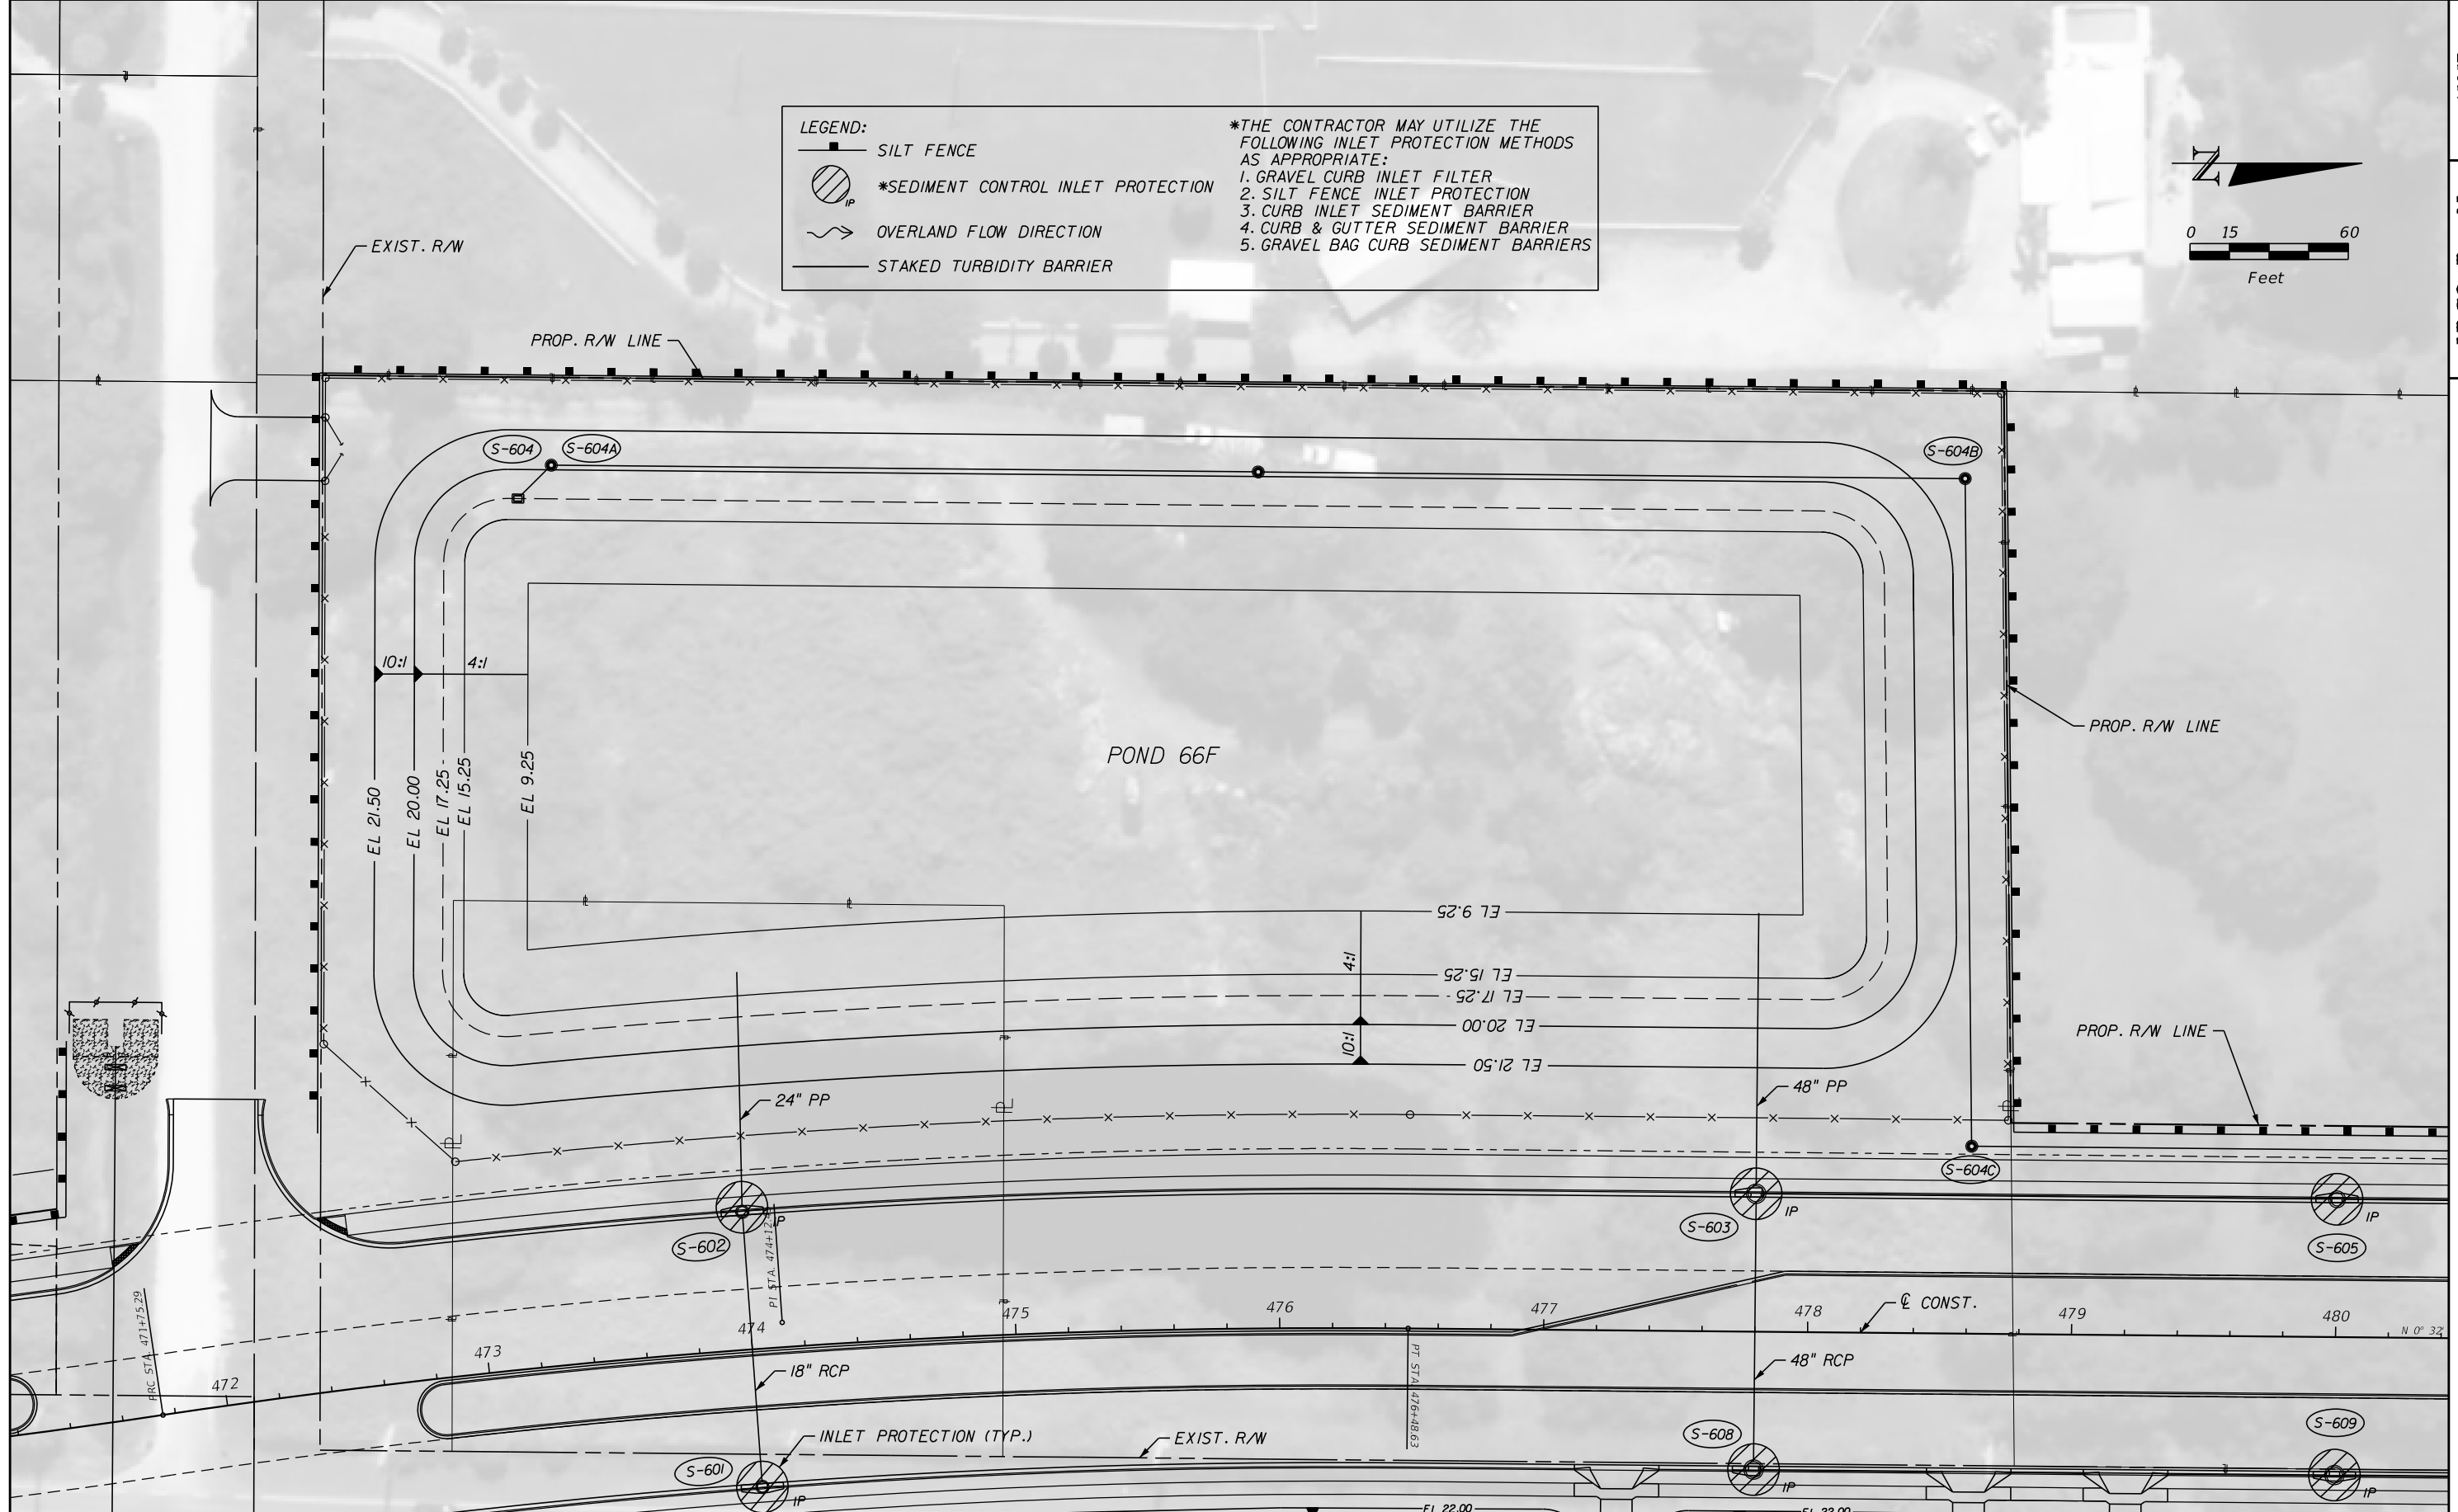 LEGEND:
SILT FENCE
*SEDIMENT CONTROL INLET PROTECTION
IP
OVERLAND FLOW DIRECTION
STAKED TURBIDITY BARRIER
*THE CONTRACTOR MAY UTILIZE THE
FOLLOWING INLET PROTECTION METHODS
AS APPROPRIATE:
1. GRAVEL CURB INLET FILTER
2. SILT FENCE INLET PROTECTION
3. CURB INLET SEDIMENT BARRIER
4. CURB & GUTTER SEDIMENT BARRIER
5. GRAVEL BAG CURB SEDIMENT BARRIERS
N
0 15 60
Feet
EXIST. R/W
PROP. R/W LINE
S-604
S-604A
S-604B
10:1
4:1
PROP. R/W LINE
POND 66F
EL 21.50
EL 20.00
EL 17.25
EL 15.25
EL 9.25
EL 9.25
4:1
EL 15.25
EL 17.25
EL 20.00
10:1
EL 21.50
PROP. R/W LINE
24" PP
48" PP
S-604C
IP
S-602
S-603
IP
IP
S-605
PI STA. 474+12
PRC STA. 471+75.29
472
473
474
475
476
477
478
479
480
℄ CONST.
N 0° 32'
18" RCP
48" RCP
PT STA. 476+48.63
INLET PROTECTION (TYP.)
EXIST. R/W
S-601
IP
S-608
IP
S-609
IP
EL 22.00